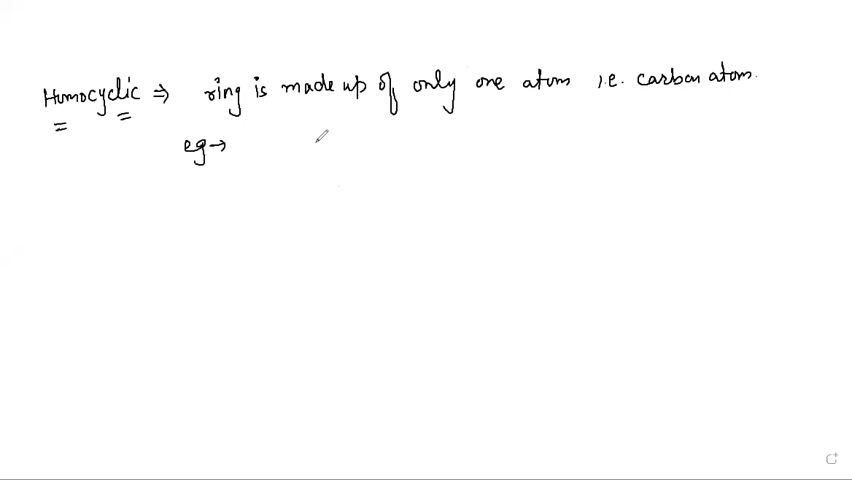 Homocyclic ⇒ ring is made up of only one atom i.e. carbon atom.
eg →